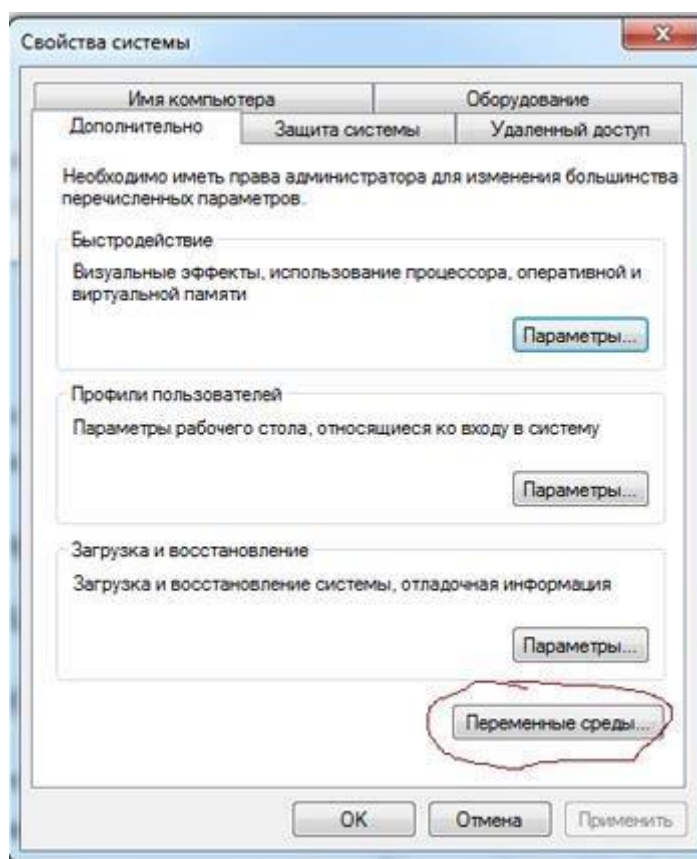 Свойства системы
Имя компьютера
Оборудование
Дополнительно
Защита системы
Удаленный доступ
Необходимо иметь права администратора для изменения большинства
перечисленных параметров.
Быстродействие
Визуальные эффекты, использование процессора, оперативной и
виртуальной памяти
Параметры...
Профили пользователей
Параметры рабочего стола, относящиеся ко входу в систему
Параметры...
Загрузка и восстановление
Загрузка и восстановление системы, отладочная информация
Параметры...
Переменные среды...
ОК
Отмена
Применить